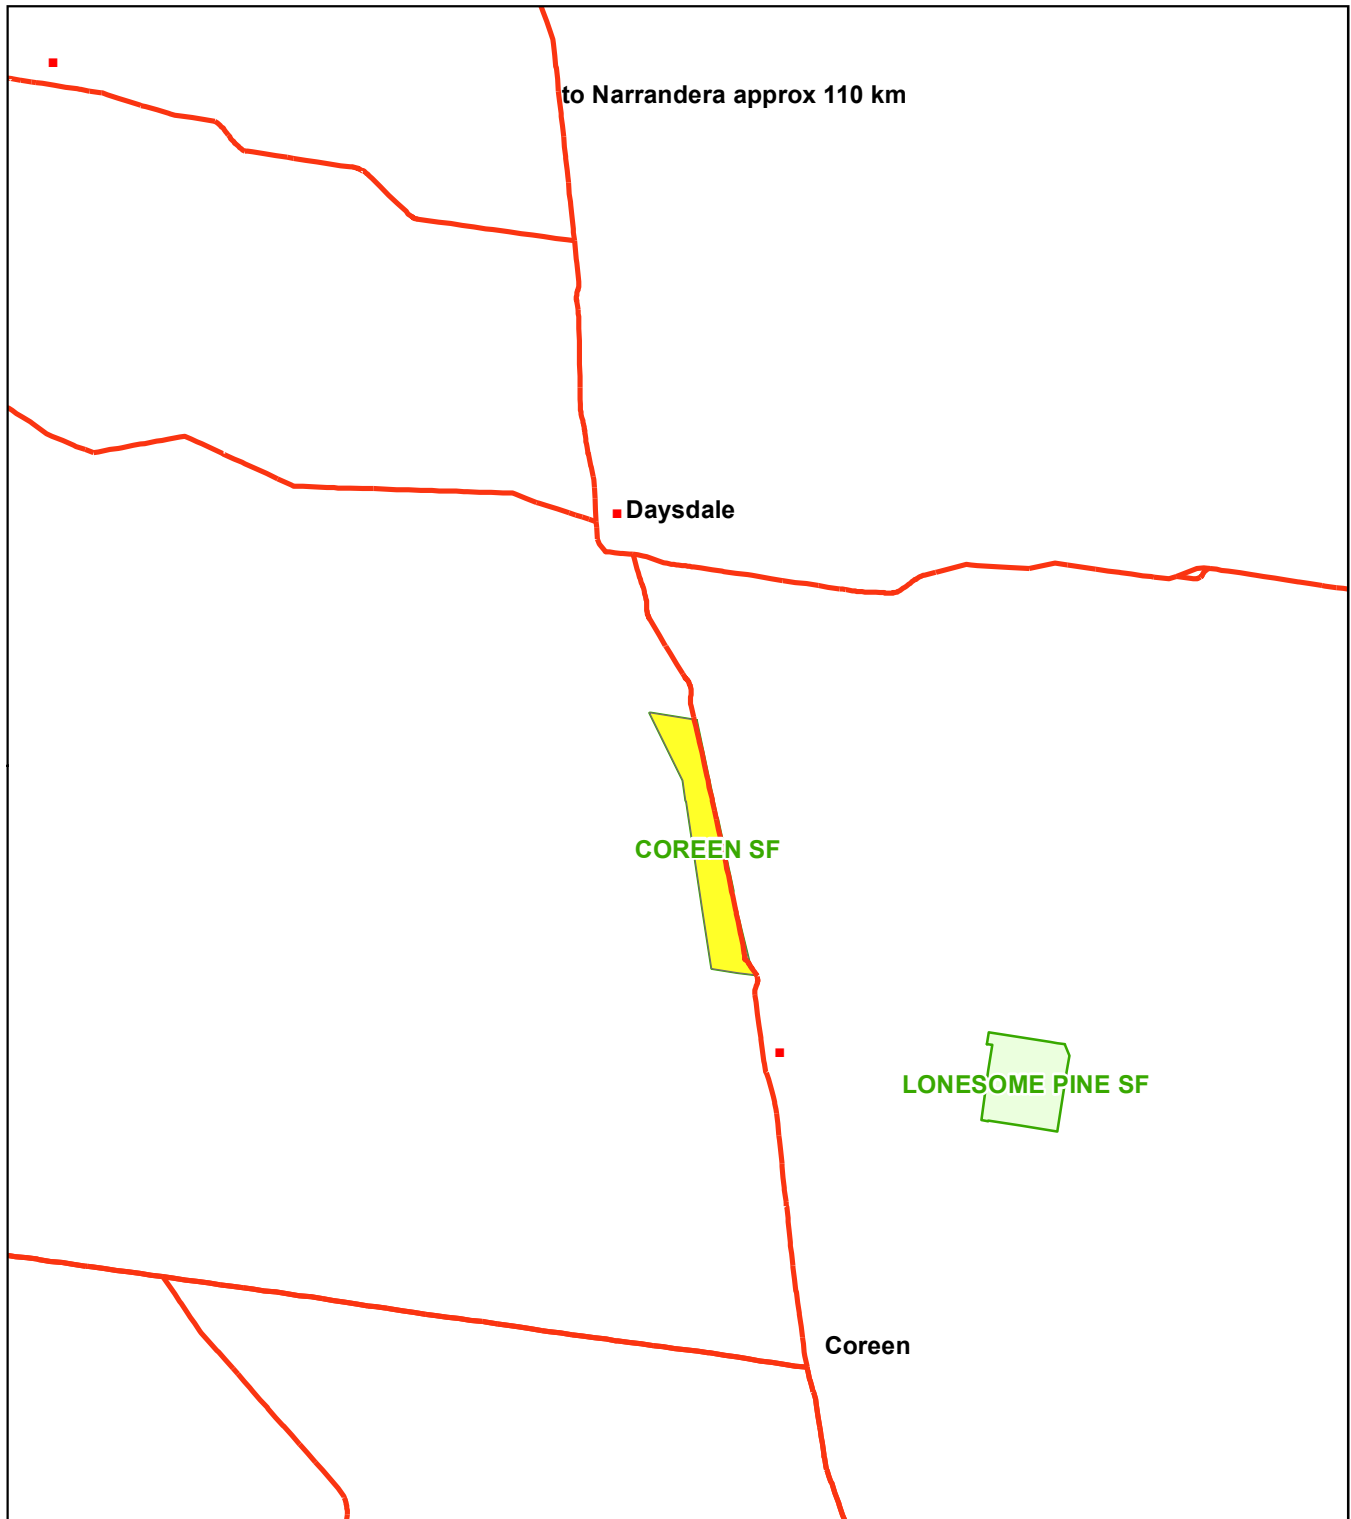 to Narrandera approx 110 km
Daysdale
COREEN SF
LONESOME PINE SF
Coreen